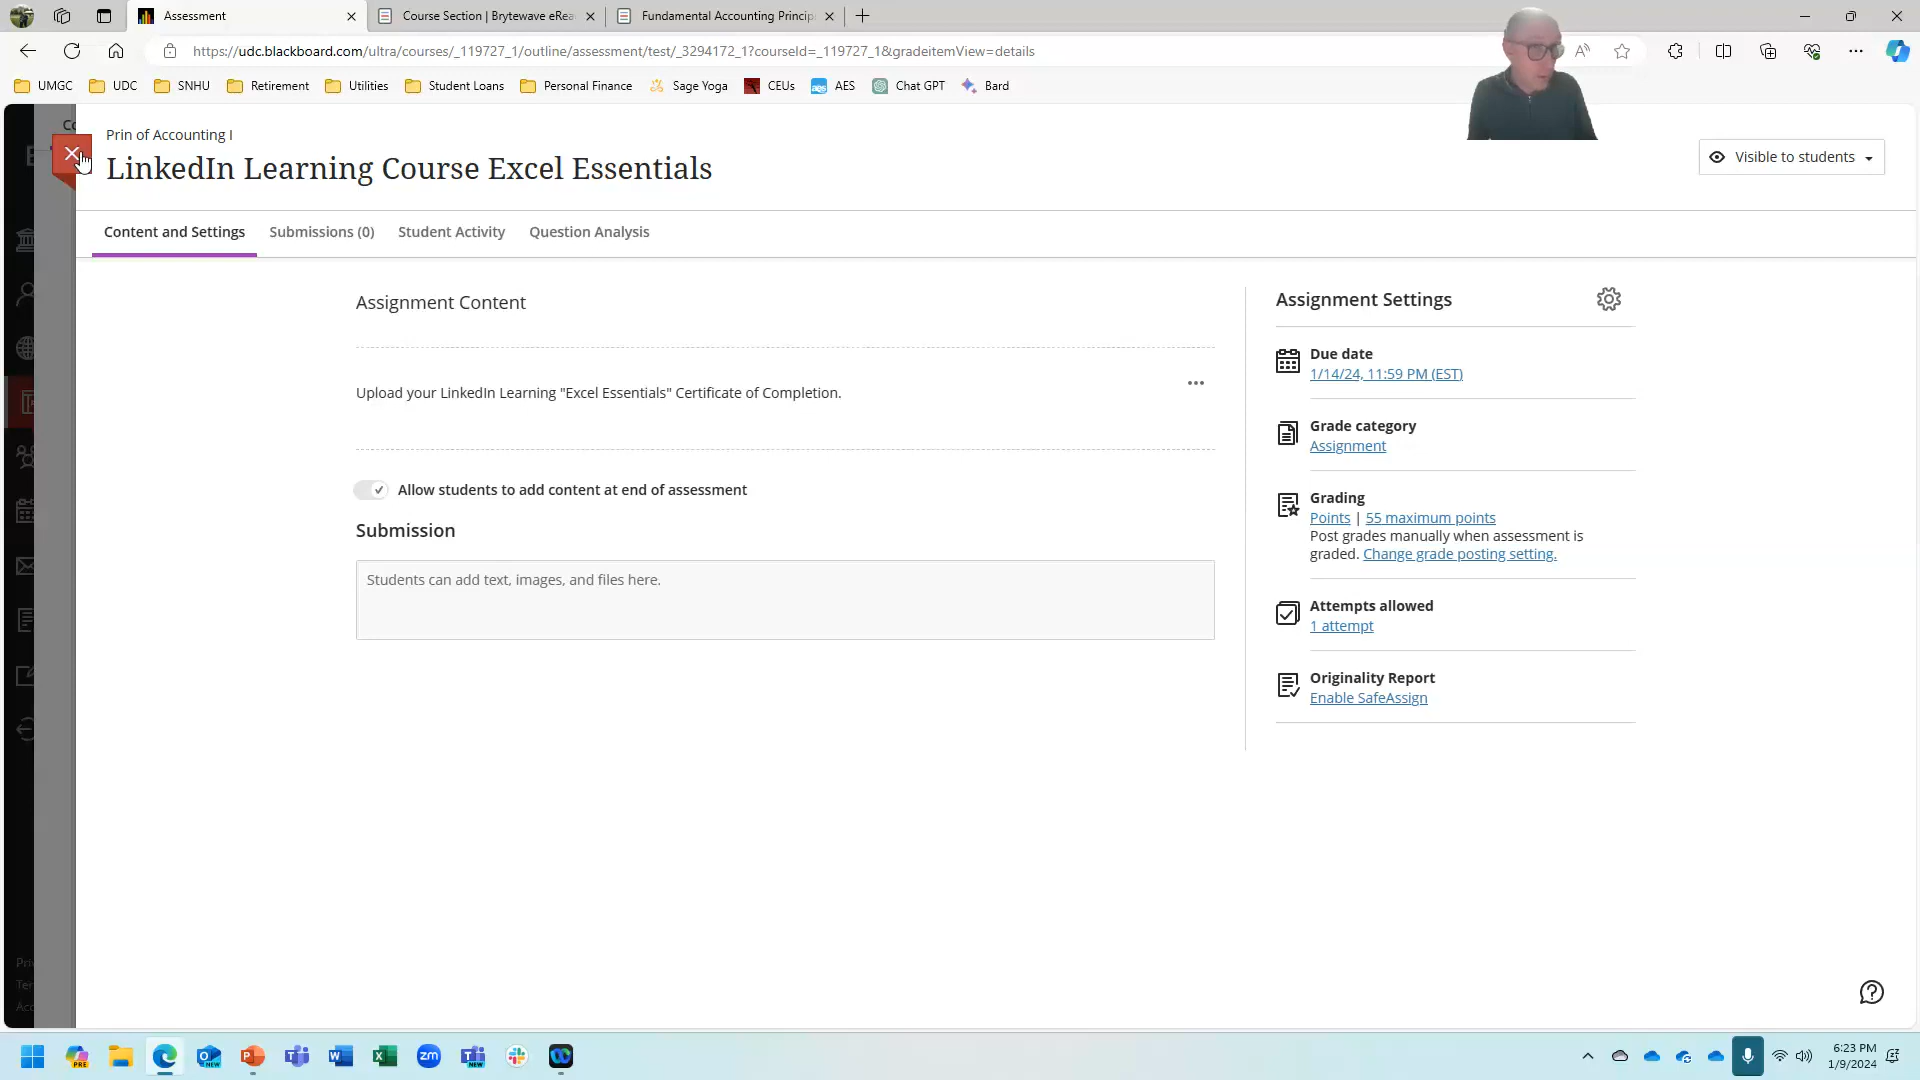 Assessment
Course Section | Brytewave eRea
Fundamental Accounting Princip
https://udc.blackboard.com/ultra/courses/_119727_1/outline/assessment/test/_3294172_1?courseId=_119727_1&gradeitemView=details
UMGC
UDC
SNHU
Retirement
Utilities
Student Loans
Personal Finance
Sage Yoga
CEUs
AES
Chat GPT
Bard
Prin of Accounting I
LinkedIn Learning Course Excel Essentials
Visible to students
Content and Settings
Submissions (0)
Student Activity
Question Analysis
Assignment Content
Upload your LinkedIn Learning "Excel Essentials" Certificate of Completion.
Allow students to add content at end of assessment
Submission
Students can add text, images, and files here.
Assignment Settings
Due date
1/14/24, 11:59 PM (EST)
Grade category
Assignment
Grading
Points | 55 maximum points
Post grades manually when assessment is
graded. Change grade posting setting.
Attempts allowed
1 attempt
Originality Report
Enable SafeAssign
Pri
Ter
Acc
6:23 PM
1/9/2024